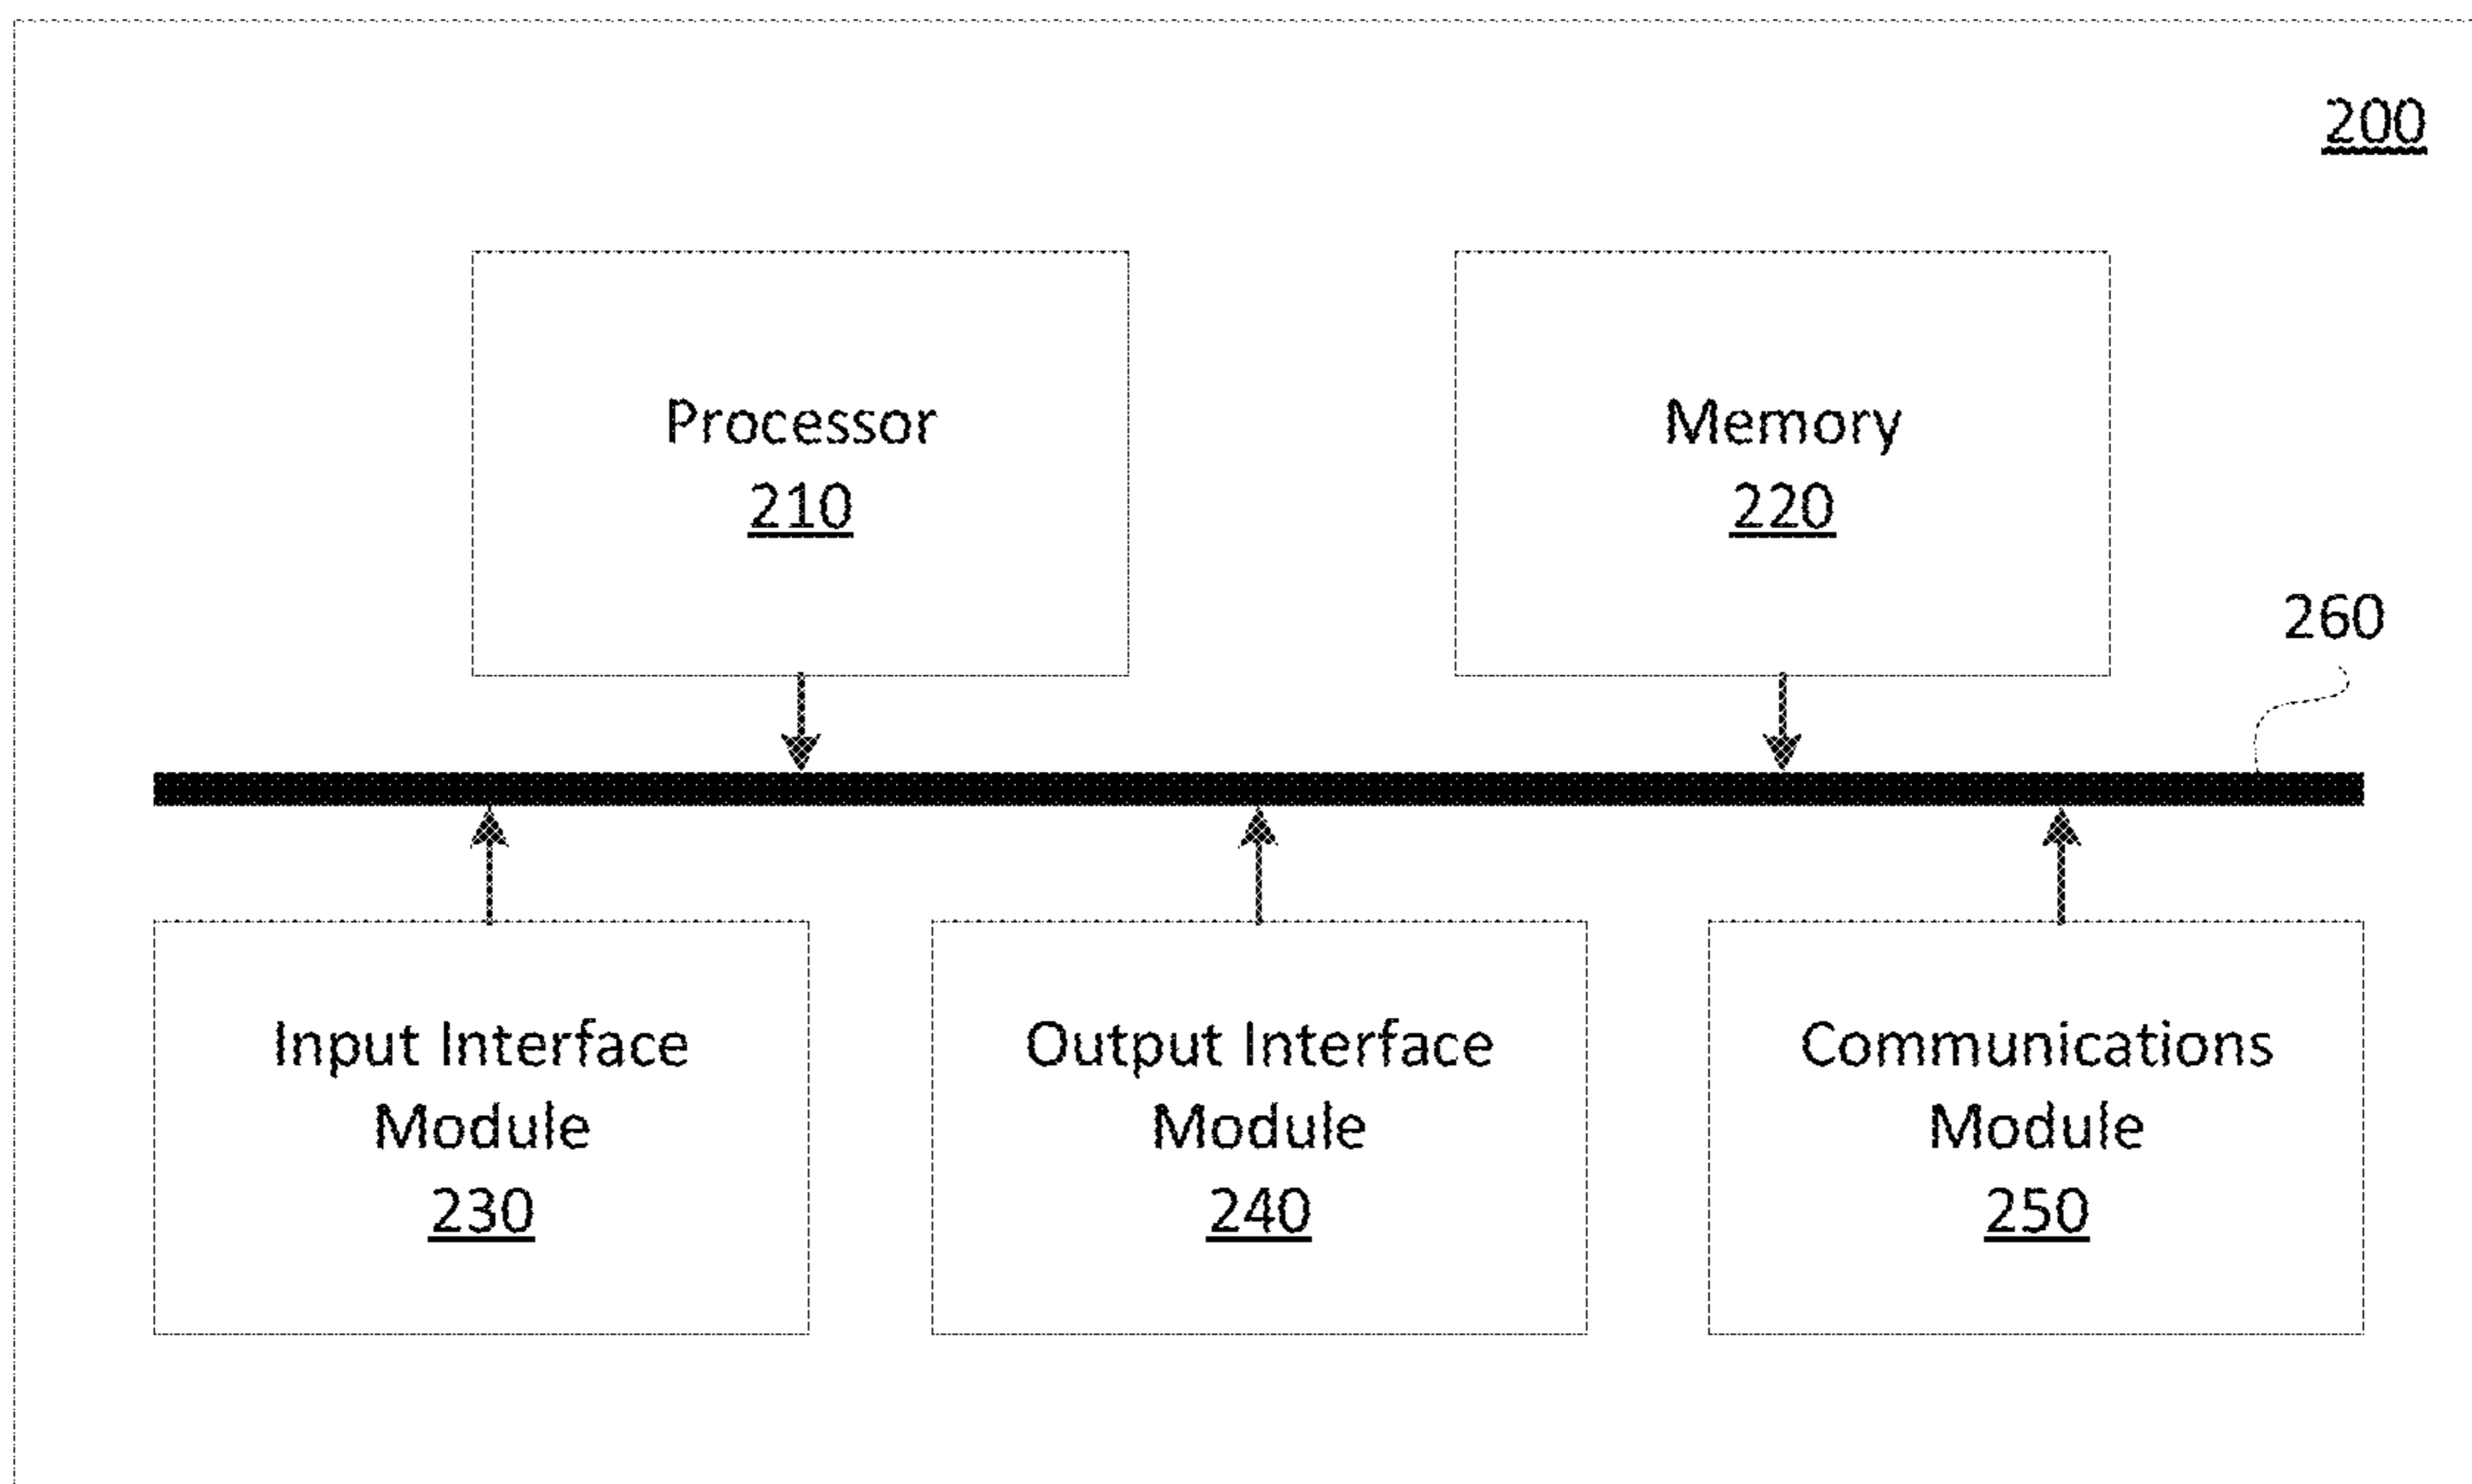 200
Processor
210
Memory
220
260
Input Interface
Module
230
Output Interface
Module
240
Communications
Module
250